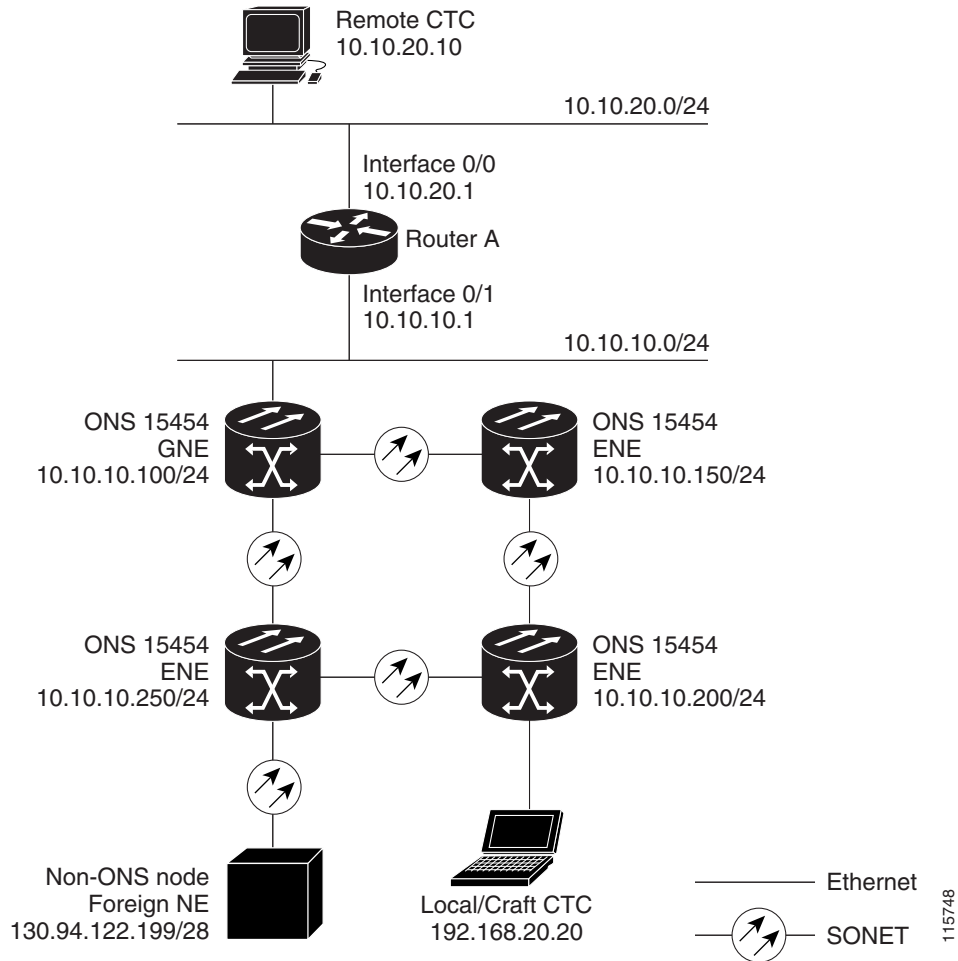 Remote CTC
10.10.20.10
10.10.20.0/24
Interface 0/0
10.10.20.1
Router A
Interface 0/1
10.10.10.1
10.10.10.0/24
ONS 15454
GNE
10.10.10.100/24
ONS 15454
ENE
10.10.10.150/24
ONS 15454
ENE
10.10.10.250/24
ONS 15454
ENE
10.10.10.200/24
Non-ONS node
Foreign NE
130.94.122.199/28
Local/Craft CTC
192.168.20.20
Ethernet
SONET
115748